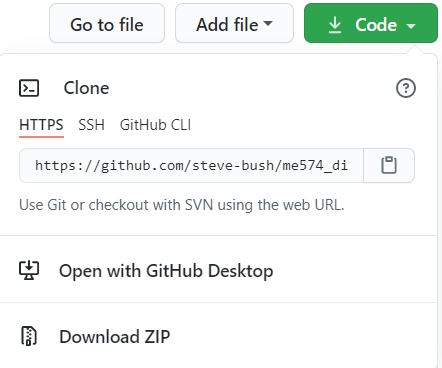 Go to file Add file Code
Clone
HTTPS SSH GitHub CLI
https://github.com/steve-bush/me574_di
Use Git or checkout with SVN using the web URL.
Open with GitHub Desktop
Download ZIP